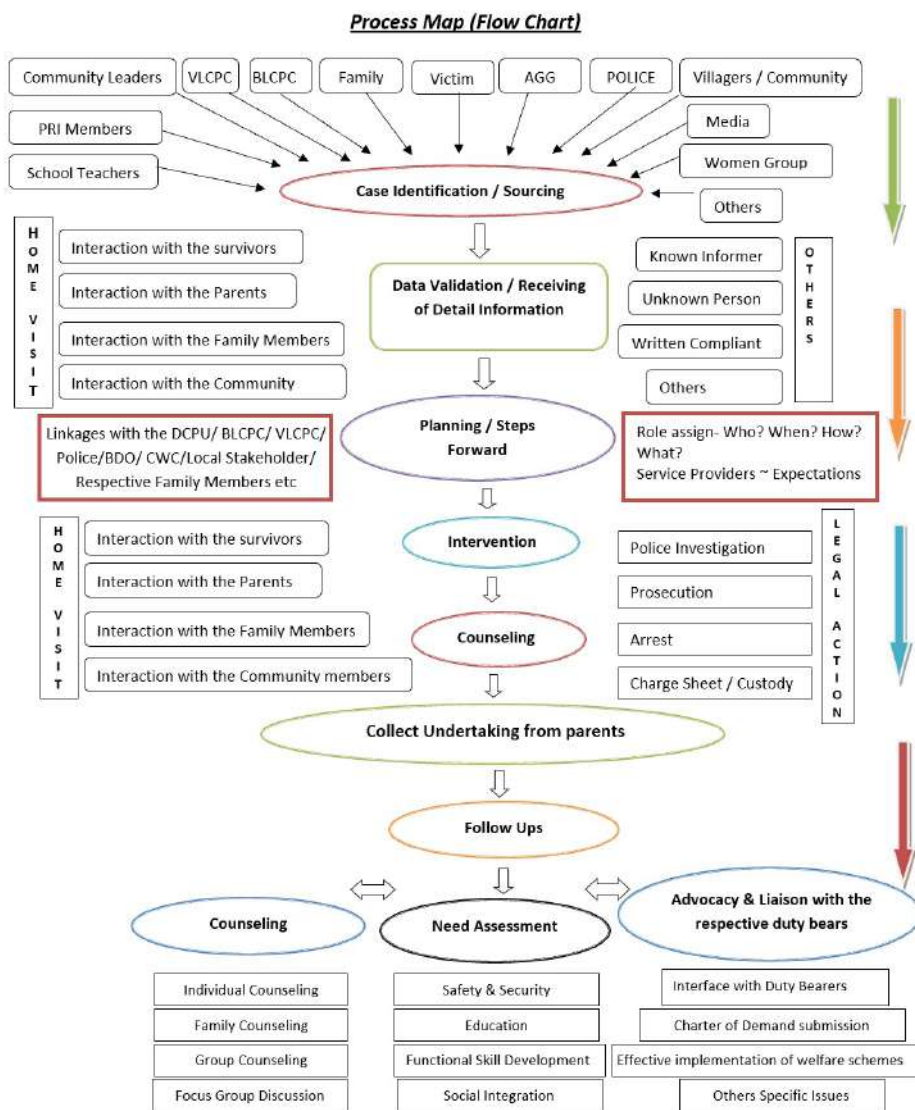 Process Map (Flow Chart)
Community Leaders
VLCPC
BLCPC
Family
Victim
AGG
POLICE
Villagers / Community
PRI Members
Media
School Teachers
Women Group
Case Identification / Sourcing
Others
HOME VISIT
Interaction with the survivors
Interaction with the Parents
Interaction with the Family Members
Interaction with the Community
Data Validation / Receiving
of Detail Information
Known Informer
Unknown Person
Written Compliant
Others
OTHERS
Linkages with the DCPU/ BLCPC/ VLCPC/
Police/BDO/ CWC/Local Stakeholder/
Respective Family Members etc
Planning / Steps
Forward
Role assign- Who? When? How?
What?
Service Providers ~ Expectations
HOME VISIT
Interaction with the survivors
Interaction with the Parents
Interaction with the Family Members
Interaction with the Community members
Intervention
Counseling
Police Investigation
Prosecution
Arrest
Charge Sheet / Custody
LEGAL ACTION
Collect Undertaking from parents
Follow Ups
Counseling
Need Assessment
Advocacy & Liaison with the
respective duty bears
Individual Counseling
Family Counseling
Group Counseling
Focus Group Discussion
Safety & Security
Education
Functional Skill Development
Social Integration
Interface with Duty Bearers
Charter of Demand submission
Effective implementation of welfare schemes
Others Specific Issues